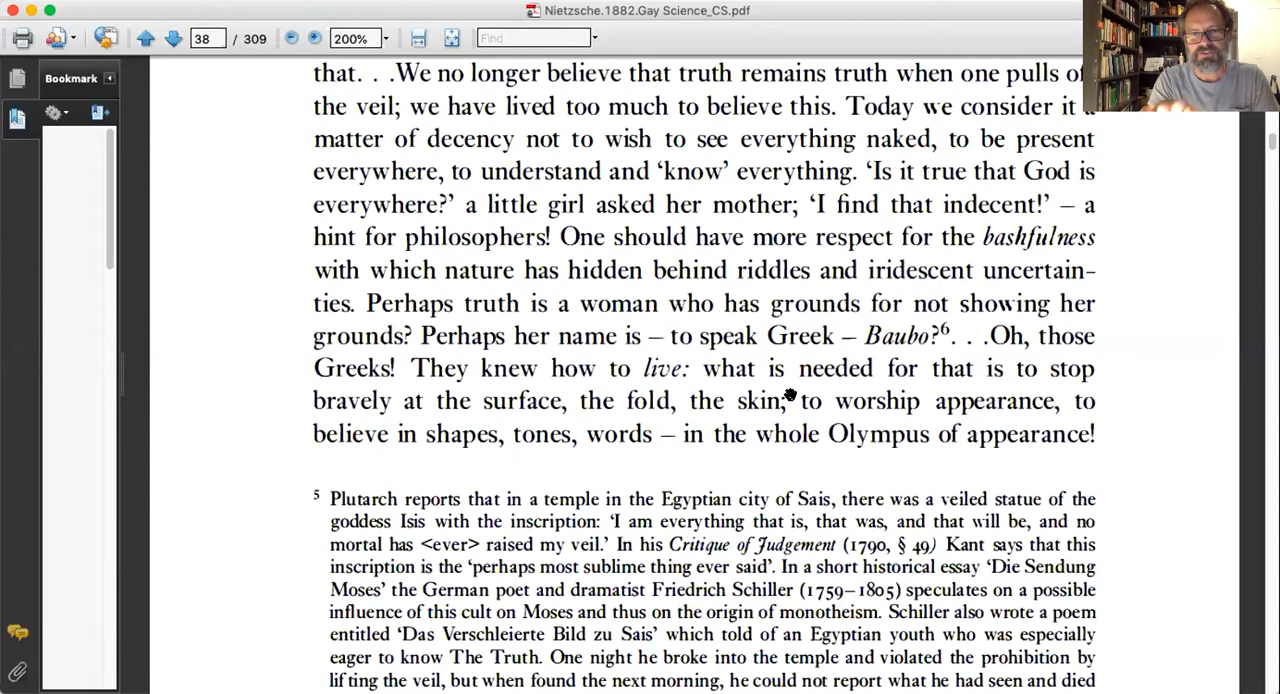 Nietzsche.1882.Gay Science_CS.pdf
38 / 309 200% Find
Bookmark
that. . .We no longer believe that truth remains truth when one pulls
the veil; we have lived too much to believe this. Today we consider it
matter of decency not to wish to see everything naked, to be present
everywhere, to understand and ‘know’ everything. ‘Is it true that God is
everywhere?’ a little girl asked her mother; ‘I find that indecent!’ – a
hint for philosophers! One should have more respect for the bashfulness
with which nature has hidden behind riddles and iridescent uncertain-
ties. Perhaps truth is a woman who has grounds for not showing her
grounds? Perhaps her name is – to speak Greek – Baubo?6. . .Oh, those
Greeks! They knew how to live: what is needed for that is to stop
bravely at the surface, the fold, the skin; to worship appearance, to
believe in shapes, tones, words – in the whole Olympus of appearance!
5 Plutarch reports that in a temple in the Egyptian city of Sais, there was a veiled statue of the
goddess Isis with the inscription: ‘I am everything that is, that was, and that will be, and no
mortal has <ever> raised my veil.’ In his Critique of Judgement (1790, § 49) Kant says that this
inscription is the ‘perhaps most sublime thing ever said’. In a short historical essay ‘Die Sendung
Moses’ the German poet and dramatist Friedrich Schiller (1759–1805) speculates on a possible
influence of this cult on Moses and thus on the origin of monotheism. Schiller also wrote a poem
entitled ‘Das Verschleierte Bild zu Sais’ which told of an Egyptian youth who was especially
eager to know The Truth. One night he broke into the temple and violated the prohibition by
lifting the veil, but when found the next morning, he could not report what he had seen and died